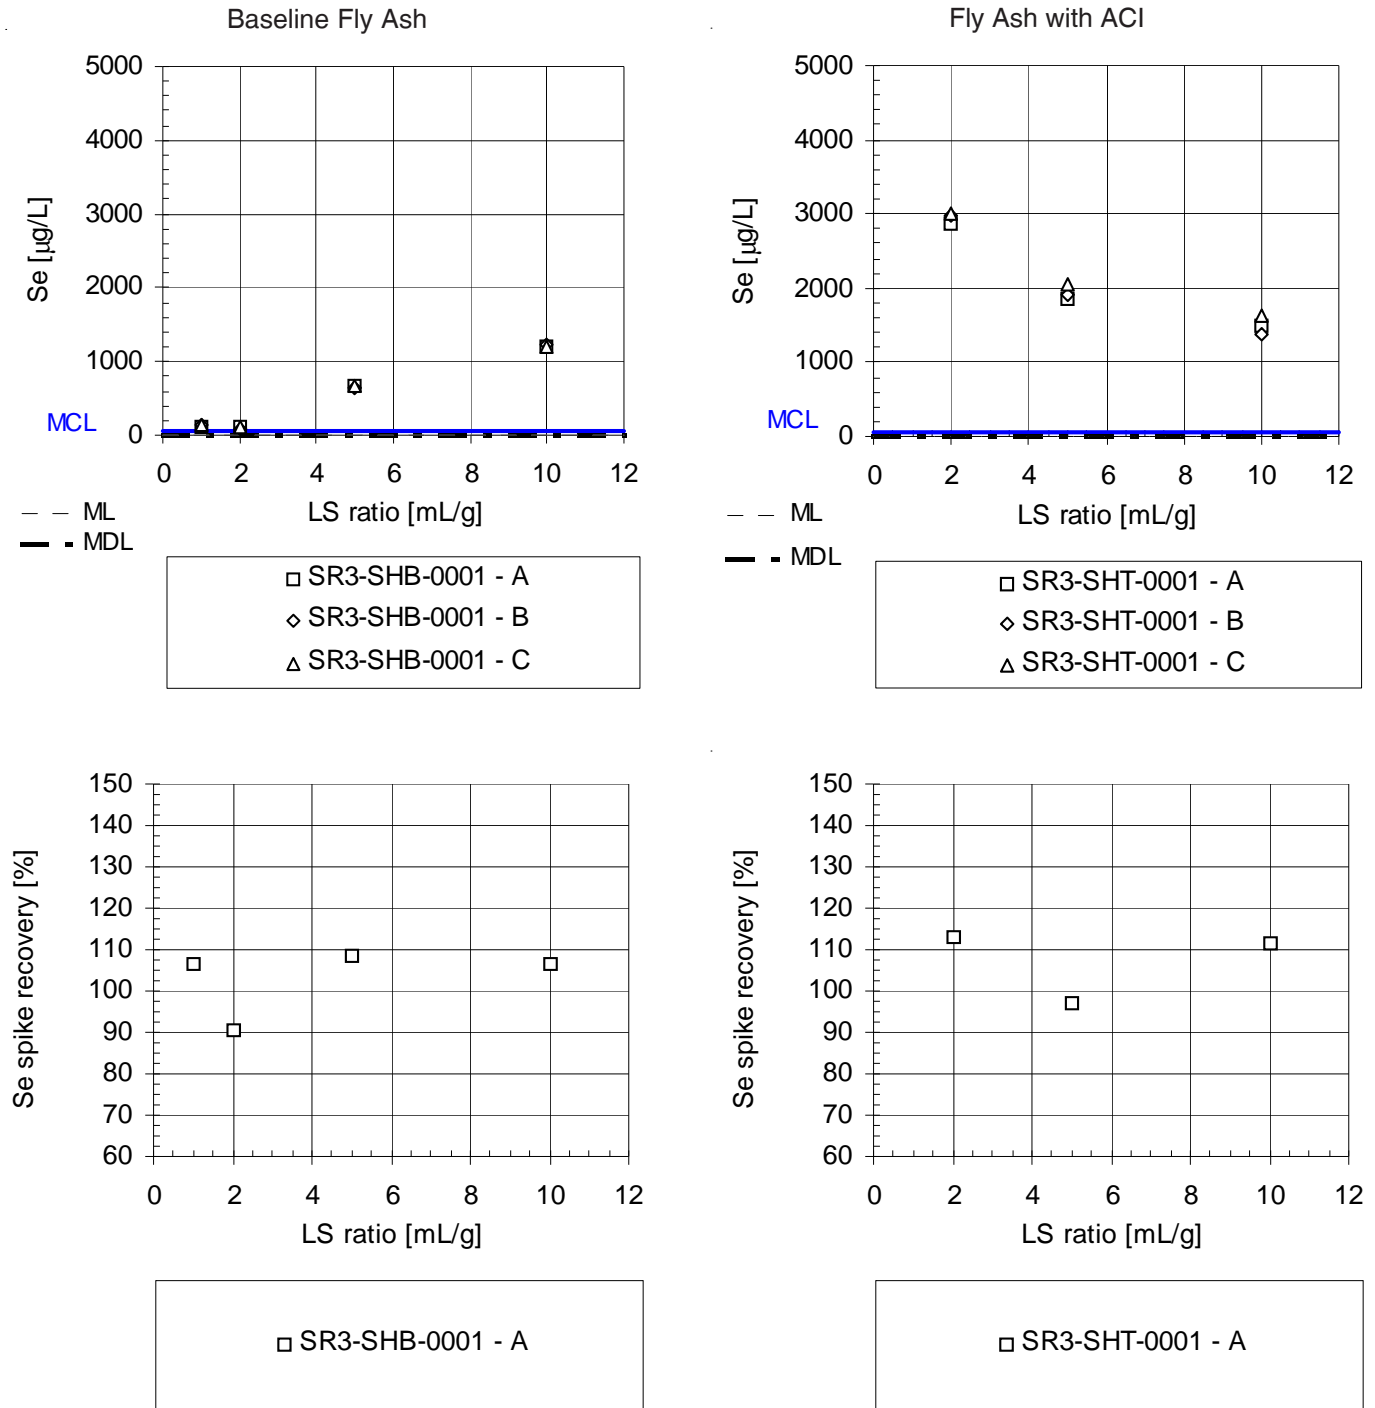 Baseline Fly Ash
5000
4000
3000
2000
1000
0
Se [µg/L]
MCL
0 2 4 6 8 10 12
LS ratio [mL/g]
ML
MDL
SR3-SHB-0001 - A
SR3-SHB-0001 - B
SR3-SHB-0001 - C
Fly Ash with ACI
5000
4000
3000
2000
1000
0
Se [µg/L]
MCL
0 2 4 6 8 10 12
LS ratio [mL/g]
ML
MDL
SR3-SHT-0001 - A
SR3-SHT-0001 - B
SR3-SHT-0001 - C
150
140
130
120
110
100
90
80
70
60
Se spike recovery [%]
0 2 4 6 8 10 12
LS ratio [mL/g]
SR3-SHB-0001 - A
150
140
130
120
110
100
90
80
70
60
Se spike recovery [%]
0 2 4 6 8 10 12
LS ratio [mL/g]
SR3-SHT-0001 - A